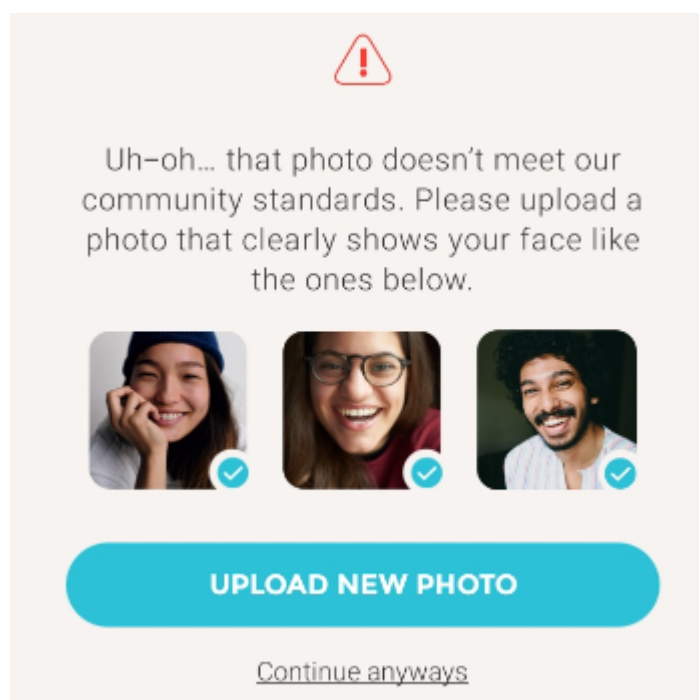 Uh-oh... that photo doesn't meet our
community standards. Please upload a
photo that clearly shows your face like
the ones below.
UPLOAD NEW PHOTO
Continue anyways